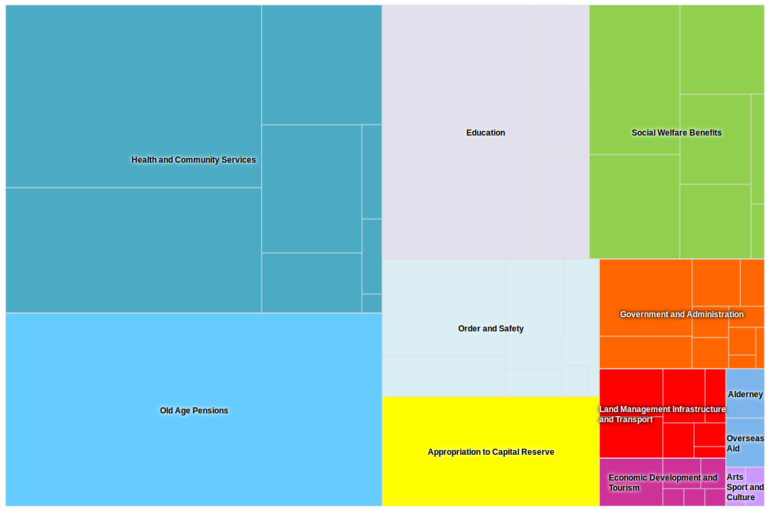 Health and Community Services
Education
Social Welfare Benefits
Old Age Pensions
Order and Safety
Appropriation to Capital Reserve
Government and Administration
Land Management Infrastructure
and Transport
Alderney
Overseas
Aid
Economic Development and
Tourism
Arts
Sport and
Culture